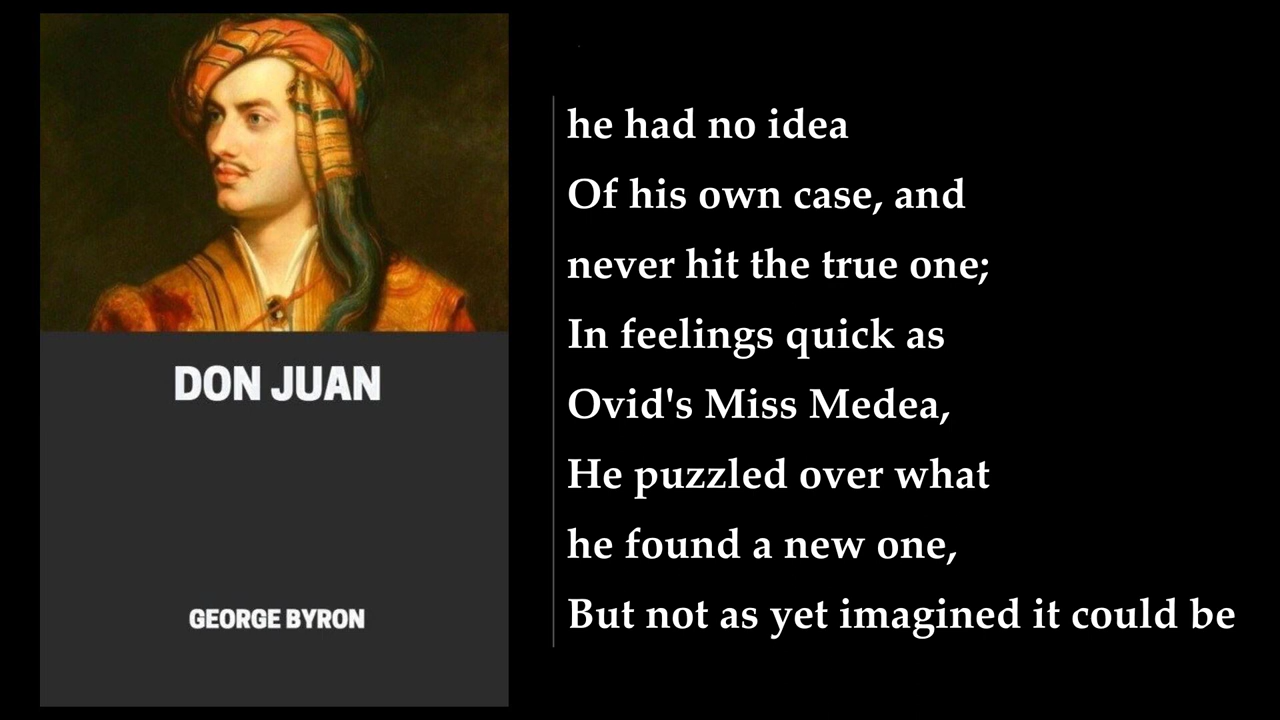 DON JUAN
GEORGE BYRON
he had no idea
Of his own case, and
never hit the true one;
In feelings quick as
Ovid's Miss Medea,
He puzzled over what
he found a new one,
But not as yet imagined it could be